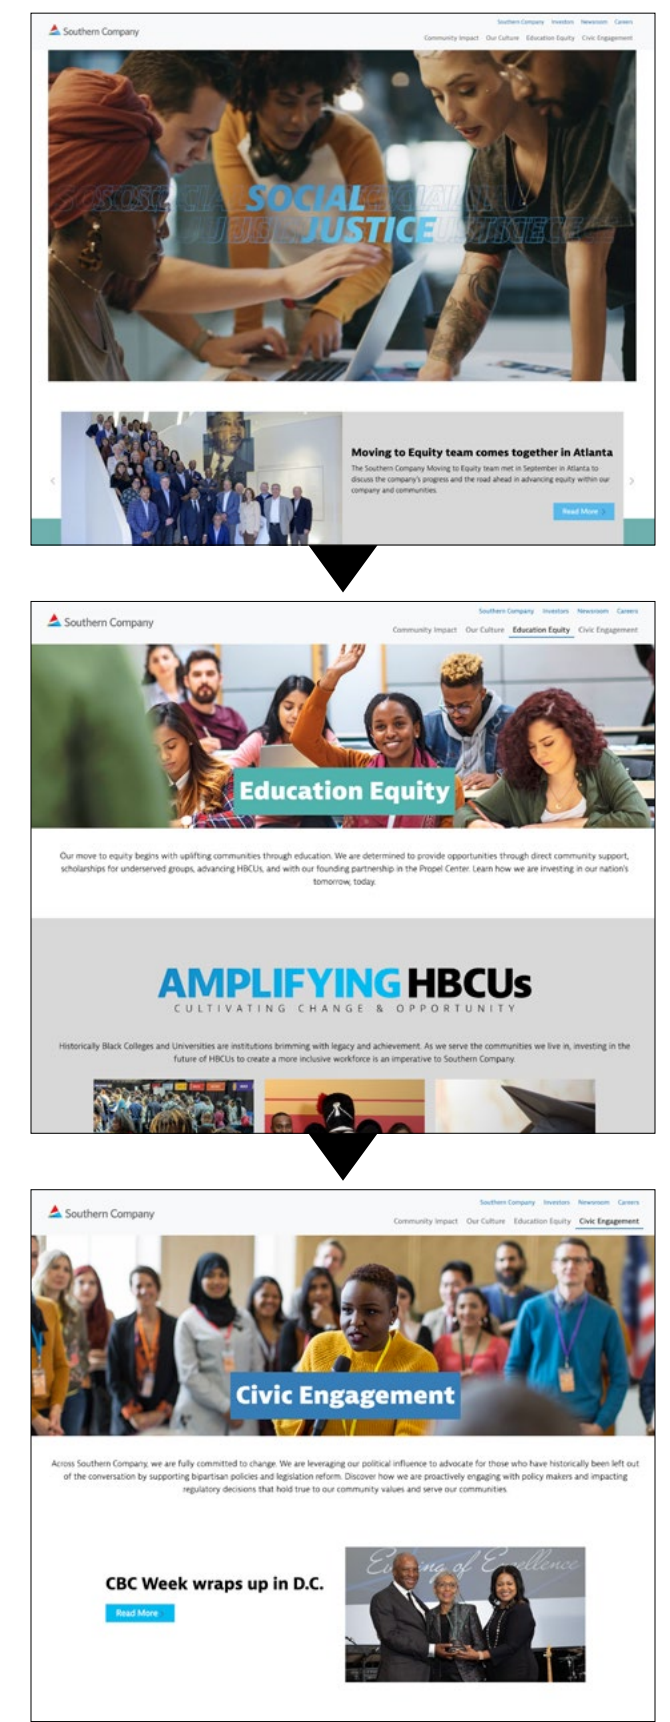 Southern Company Investors Newsroom Careers
Southern Company
Community Impact Our Culture Education Equity Civic Engagement
SOCIAL
JUSTICE
Moving to Equity team comes together in Atlanta
The Southern Company Moving to Equity team met in September in Atlanta to
discuss the company's progress and the road ahead in advancing equity within our
company and communities.
Read More
Southern Company Investors Newsroom Careers
Southern Company
Community Impact Our Culture Education Equity Civic Engagement
Education Equity
Our move to equity begins with uplifting communities through education. We are determined to provide opportunities through direct community support,
scholarships for underserved groups, advancing HBCUs, and with our founding partnership in the Propel Center. Learn how we are investing in our nation's
tomorrow, today.
AMPLIFYING HBCUs
CULTIVATING CHANGE & OPPORTUNITY
Historically Black Colleges and Universities are institutions brimming with legacy and achievement. As we serve the communities we live in, investing in the
future of HBCUs to create a more inclusive workforce is an imperative to Southern Company.
Southern Company Investors Newsroom Careers
Southern Company
Community Impact Our Culture Education Equity Civic Engagement
Civic Engagement
Across Southern Company, we are fully committed to change. We are leveraging our political influence to advocate for those who have historically been left out
of the conversation by supporting bipartisan policies and legislation reform. Discover how we are proactively engaging with policy makers and impacting
regulatory decisions that hold true to our community values and serve our communities.
Evening of Excellence
CBC Week wraps up in D.C.
Read More